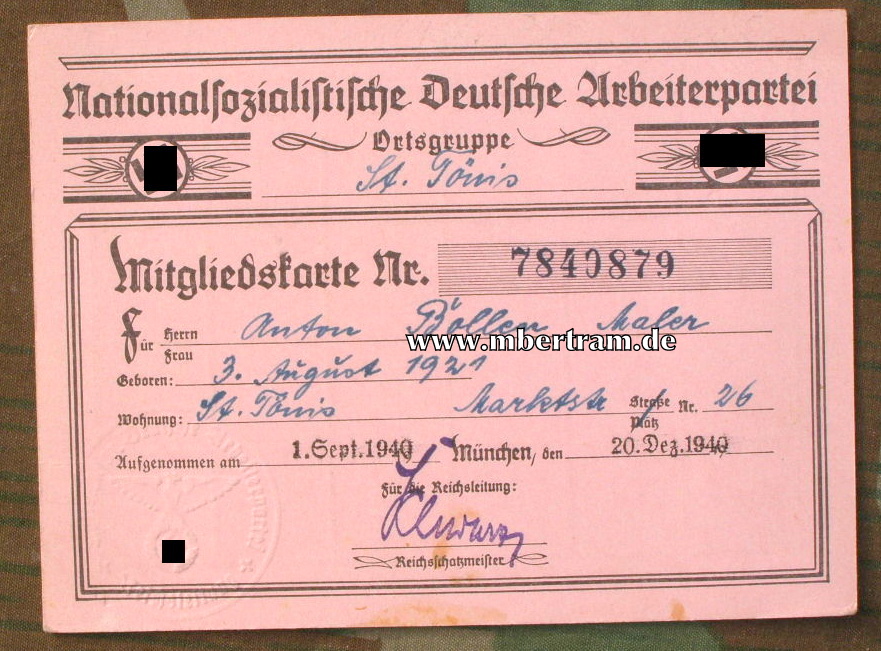 Nationalsozialistische Deutsche Arbeiterpartei
Ortsgruppe
St. Tönis
Mitgliedskarte Nr. 7840879
Für Herrn Anton Böllen Maler
Frau
www.mbertram.de
Geboren: 3. August 1921
Wohnung: St. Tönis Marktstr Straße Nr. 26
Platz
Aufgenommen am 1. Sept. 1940 München, den 20. Dez. 1940
Für die Reichsleitung:
Schwarz
Reichsschatzmeister